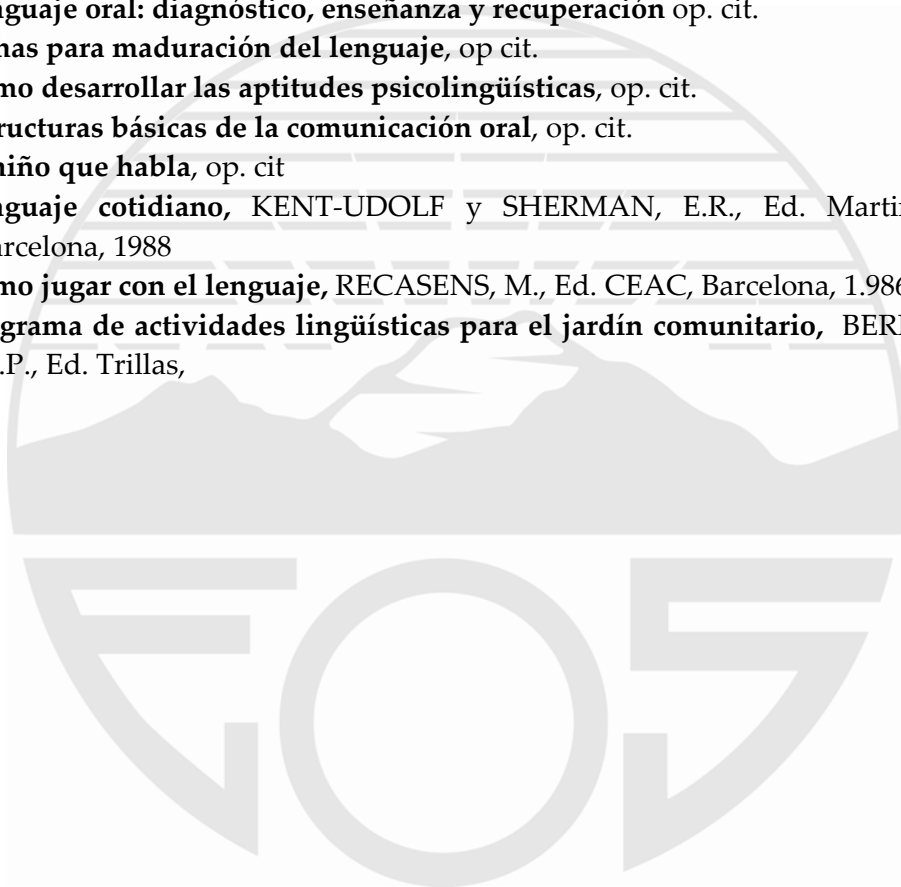 nguaje oral: diagnóstico, enseñanza y recuperación op. cit.
nas para maduración del lenguaje, op cit.
mo desarrollar las aptitudes psicolingüísticas, op. cit.
ructuras básicas de la comunicación oral, op. cit.
niño que habla, op. cit
nguaje cotidiano, KENT-UDOLF y SHERMAN, E.R., Ed. Marti
rcelona, 1988
mo jugar con el lenguaje, RECASENS, M., Ed. CEAC, Barcelona, 1.986
grama de actividades lingüísticas para el jardín comunitario, BER
.P., Ed. Trillas,
EOS